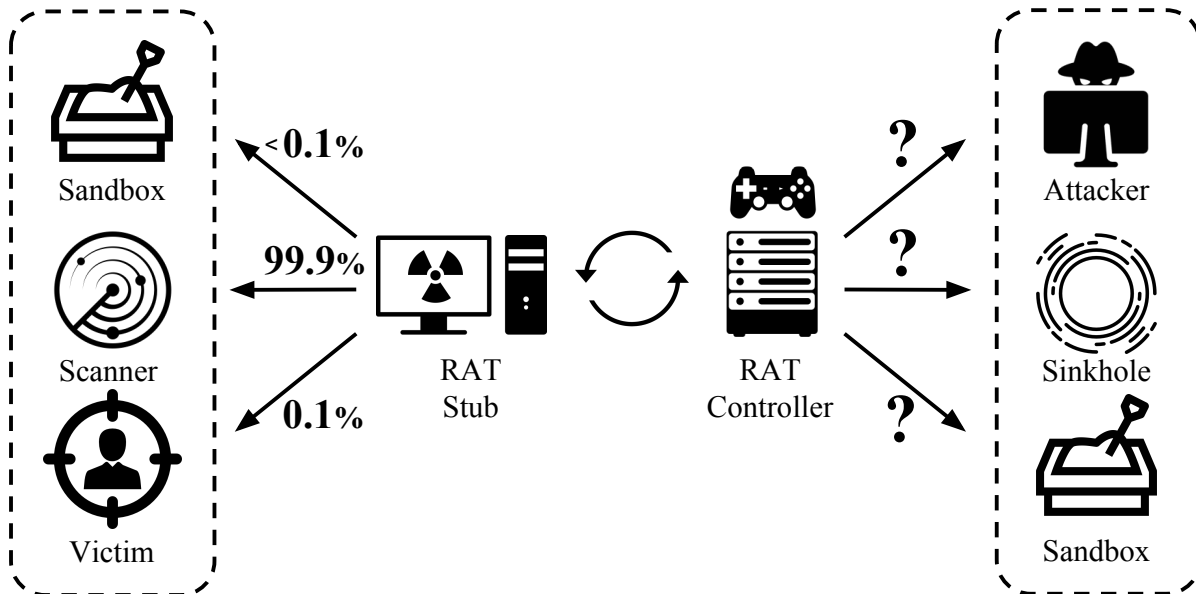 Sandbox
Scanner
Victim
<0.1%
99.9%
0.1%
RAT
Stub
RAT
Controller
?
?
?
Attacker
Sinkhole
Sandbox